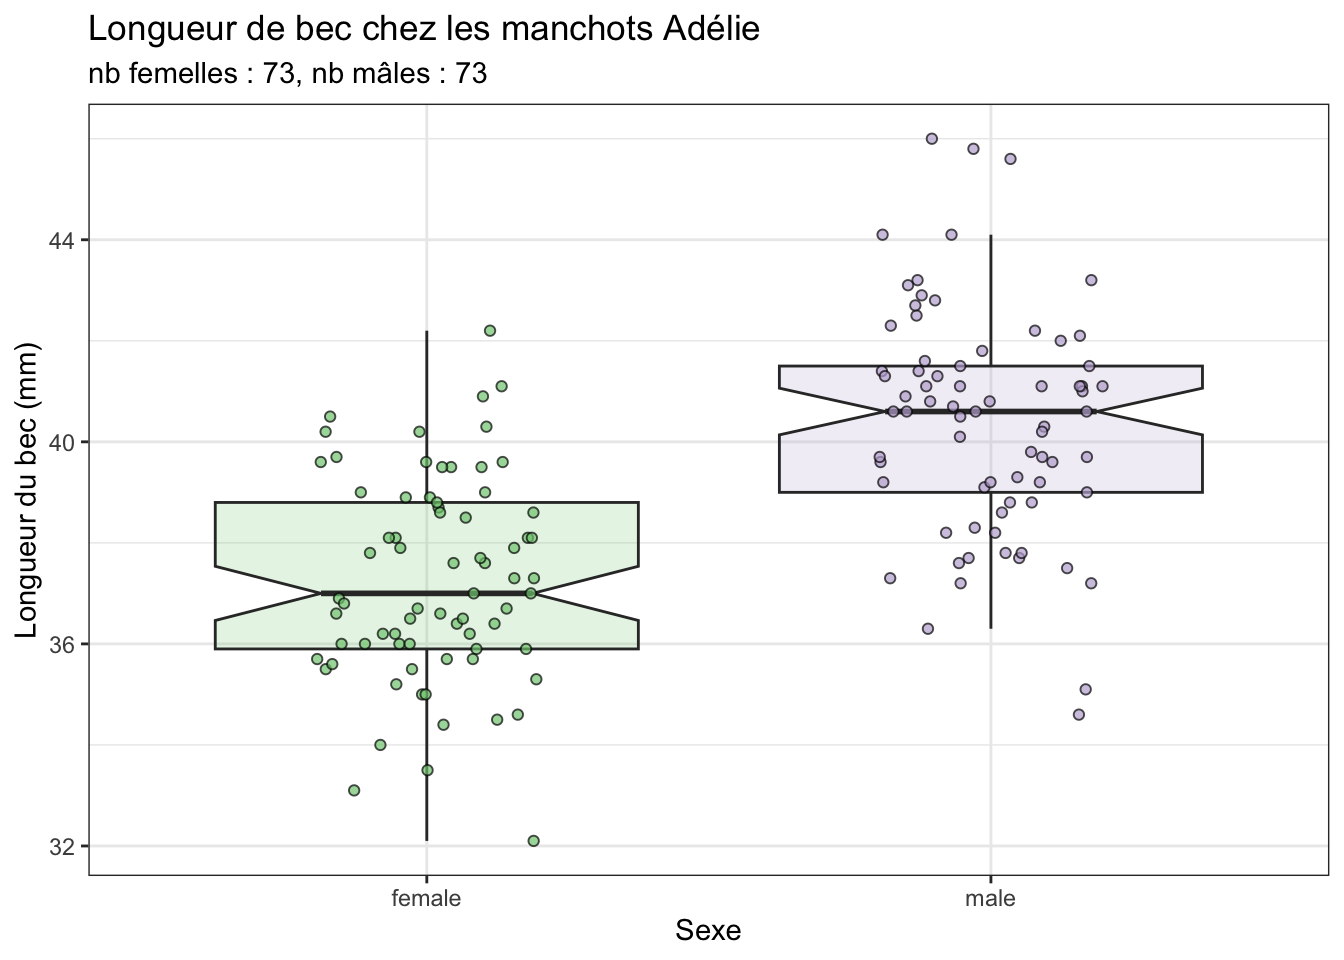 Longueur de bec chez les manchots Adélie
nb femelles : 73, nb mâles : 73
Longueur du bec (mm)
44
40
36
32
female male
Sexe